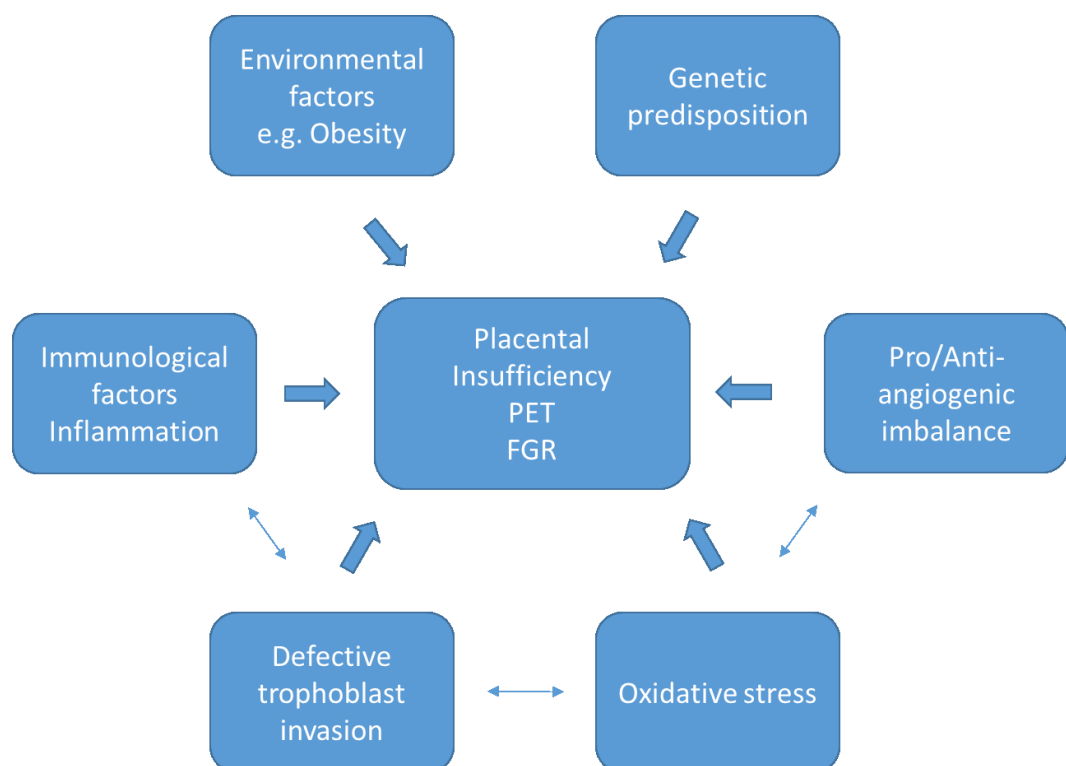 Environmental
factors
e.g. Obesity
Genetic
predisposition
Immunological
factors
Inflammation
Placental
Insufficiency
PET
FGR
Pro/Anti-
angiogenic
imbalance
Defective
trophoblast
invasion
Oxidative stress